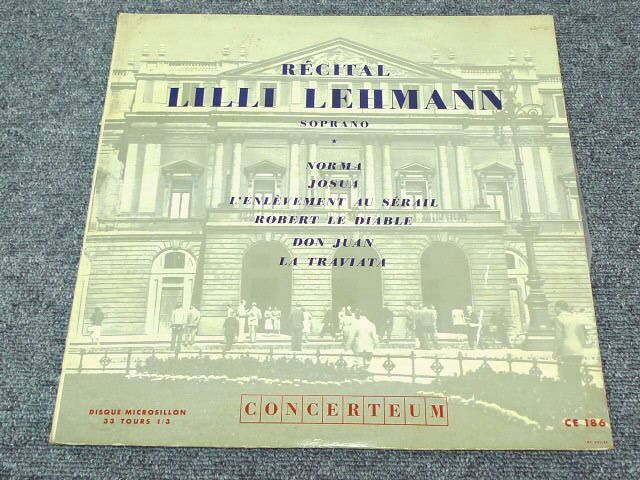 RÉCITAL
LILLI LEHMANN
SOPRANO
★
NORMA
JOSUA
L'ENLÈVEMENT AU SÉRAIL
ROBERT LE DIABLE
DON JUAN
LA TRAVIATA
DISQUE MICROSILLON
33 TOURS 1/3
CONCERTEUM
CE 186